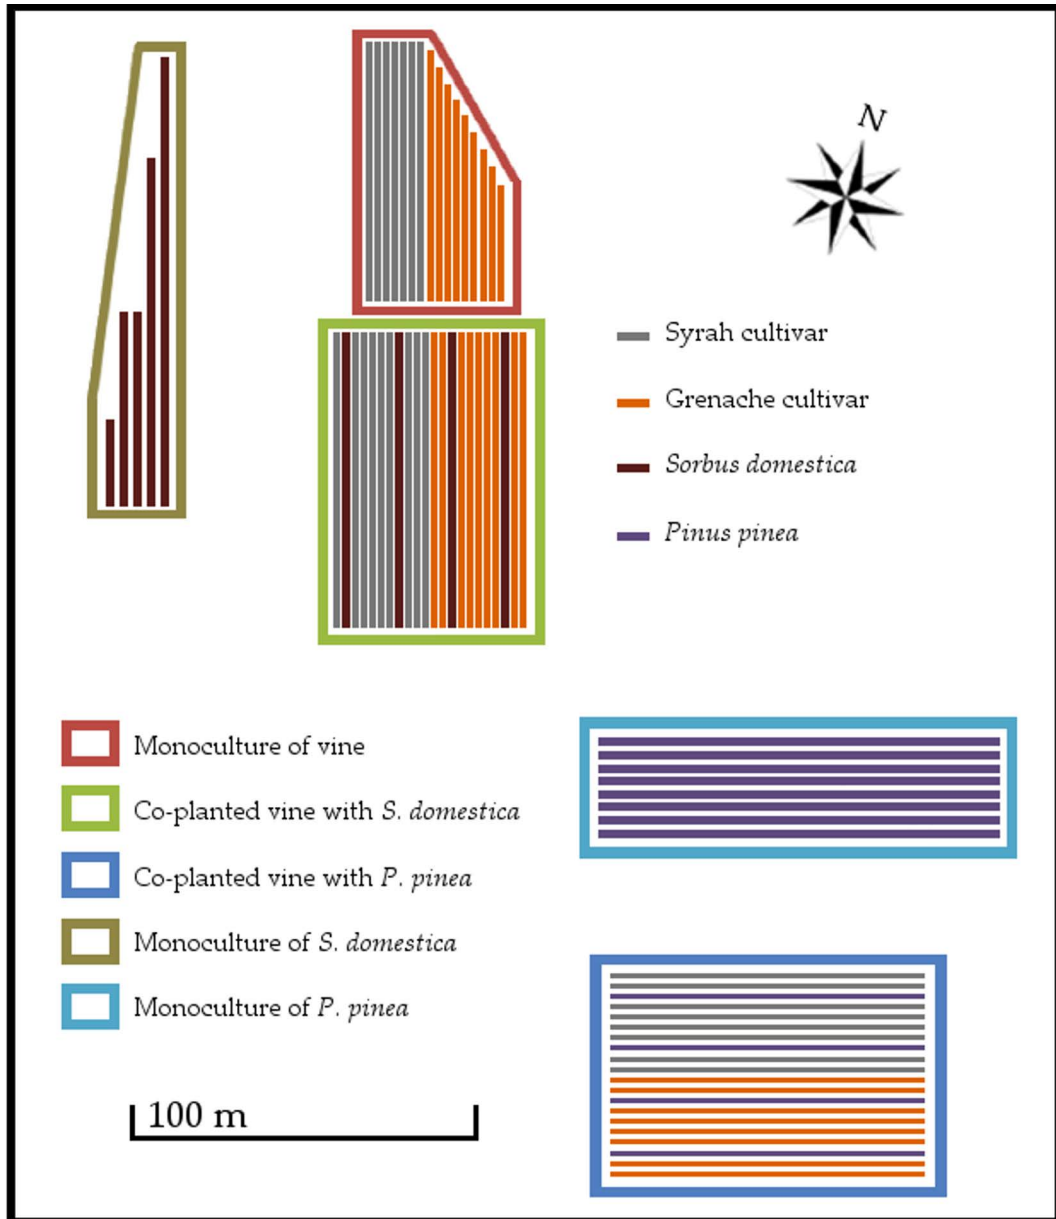 N
Syrah cultivar
Grenache cultivar
Sorbus domestica
Pinus pinea
Monoculture of vine
Co-planted vine with S. domestica
Co-planted vine with P. pinea
Monoculture of S. domestica
Monoculture of P. pinea
100 m